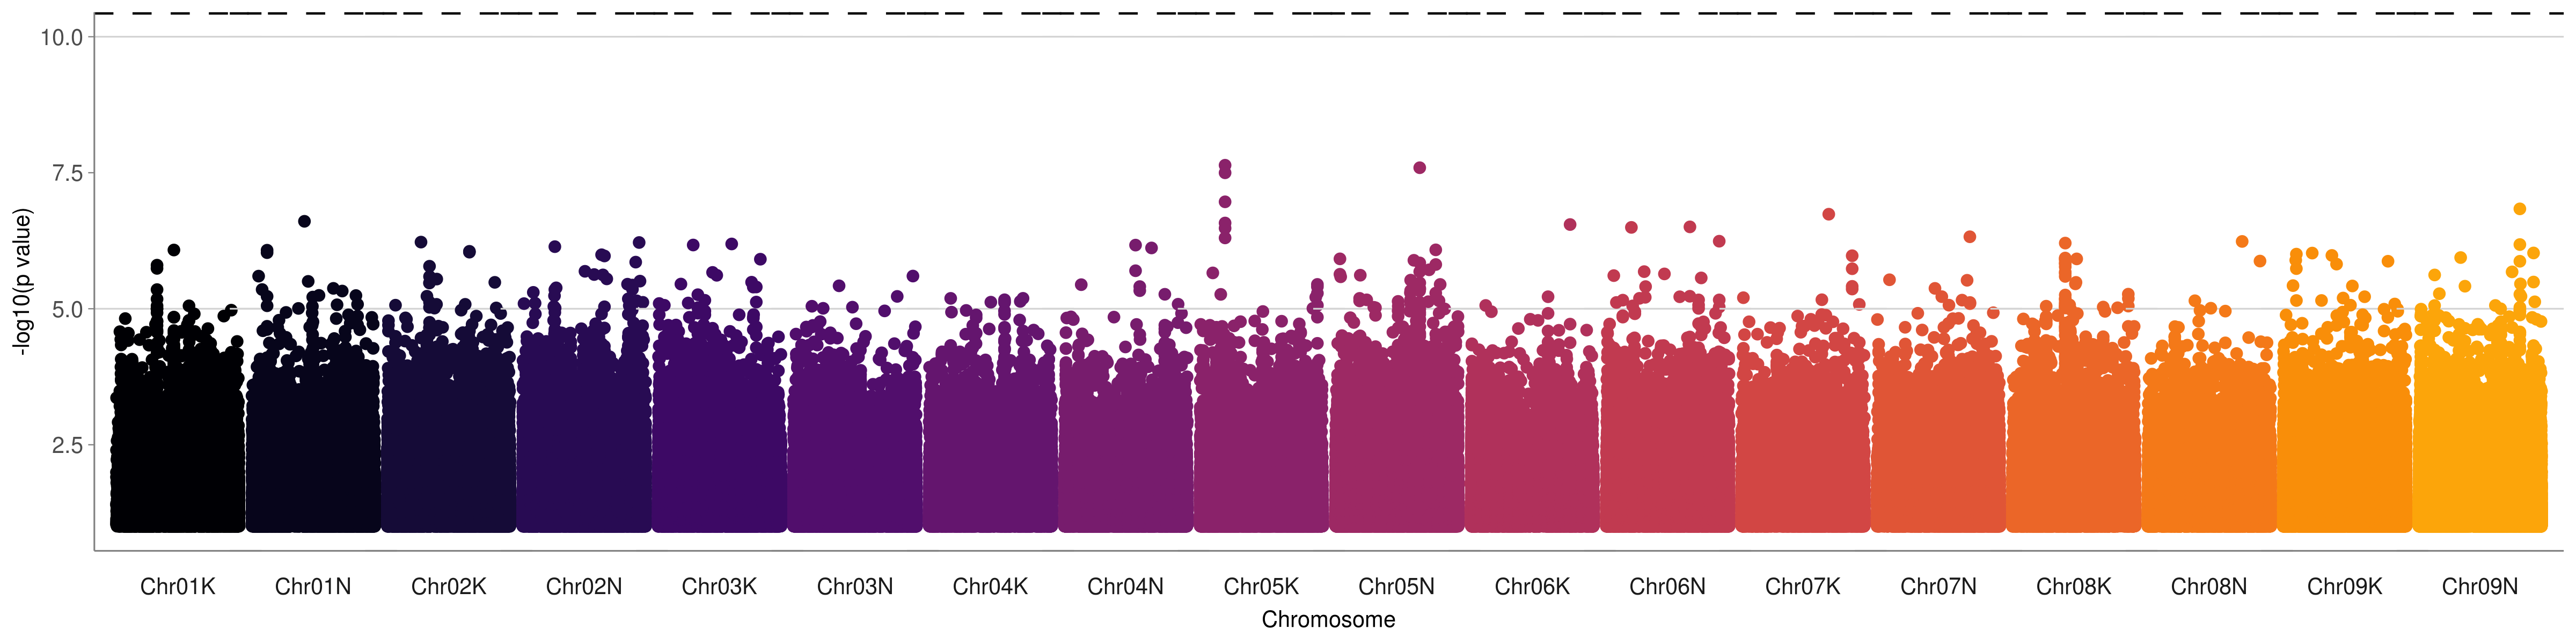 -log10(p value)
10.0
7.5
5.0
2.5
Chr01K Chr01N Chr02K Chr02N Chr03K Chr03N Chr04K Chr04N Chr05K Chr05N Chr06K Chr06N Chr07K Chr07N Chr08K Chr08N Chr09K Chr09N
Chromosome